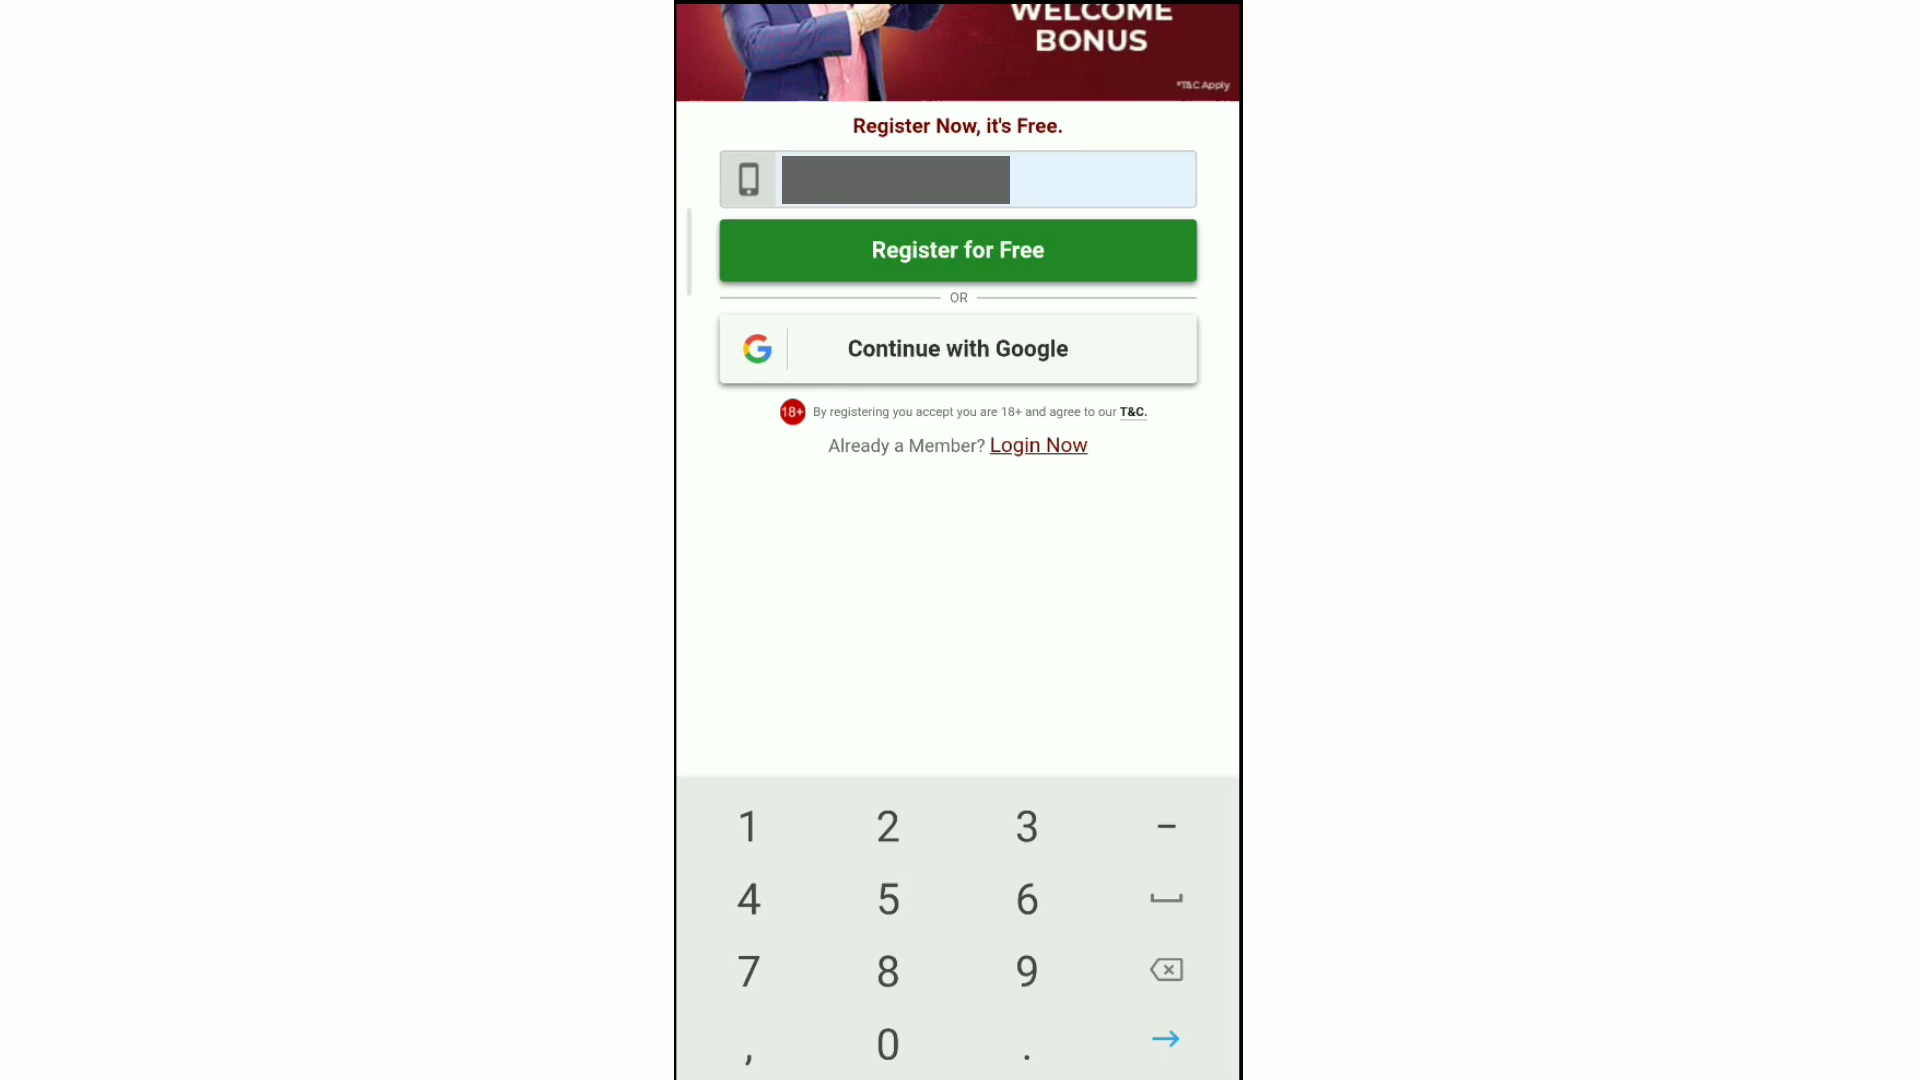 WELCOME
BONUS
*T&C Apply
Register Now, it's Free.
Register for Free
OR
Continue with Google
18+ By registering you accept you are 18+ and agree to our T&C.
Already a Member? Login Now
1 2 3 -
4 5 6
7 8 9
, 0 .